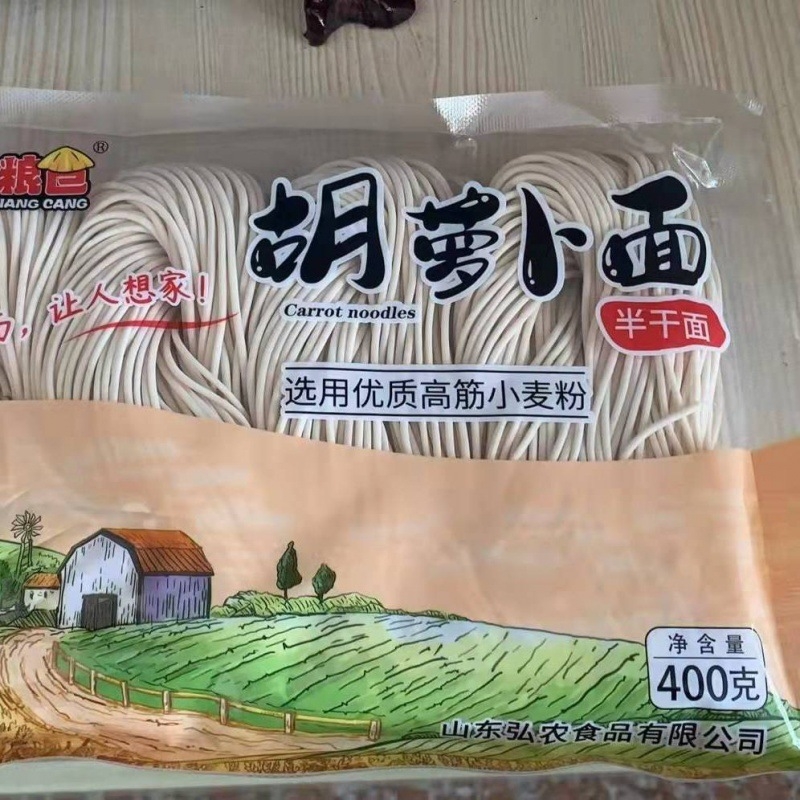 粮仓®
IANG CANG
胡萝卜面
Carrot noodles
半干面
，让人想家！
选用优质高筋小麦粉
净含量
400克
山东弘农食品有限公司